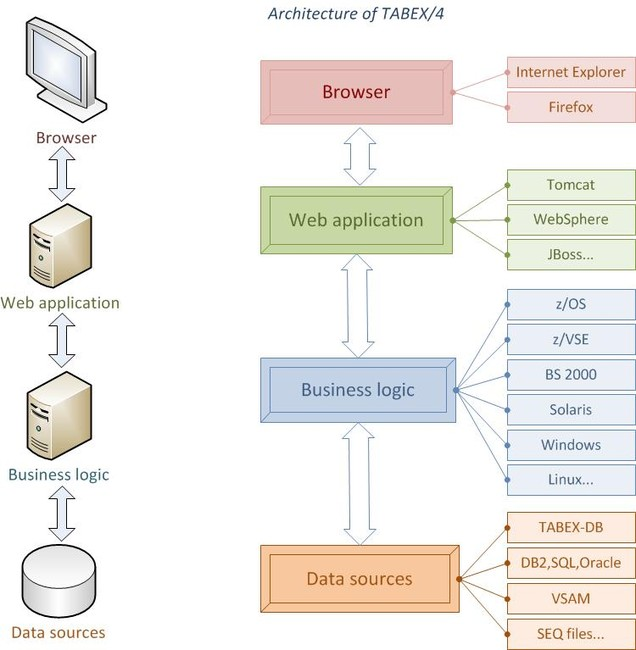 Architecture of TABEX/4
Browser
Web application
Business logic
Data sources
Browser
Internet Explorer
Firefox
Web application
Tomcat
WebSphere
JBoss...
Business logic
z/OS
z/VSE
BS 2000
Solaris
Windows
Linux...
Data sources
TABEX-DB
DB2,SQL,Oracle
VSAM
SEQ files...